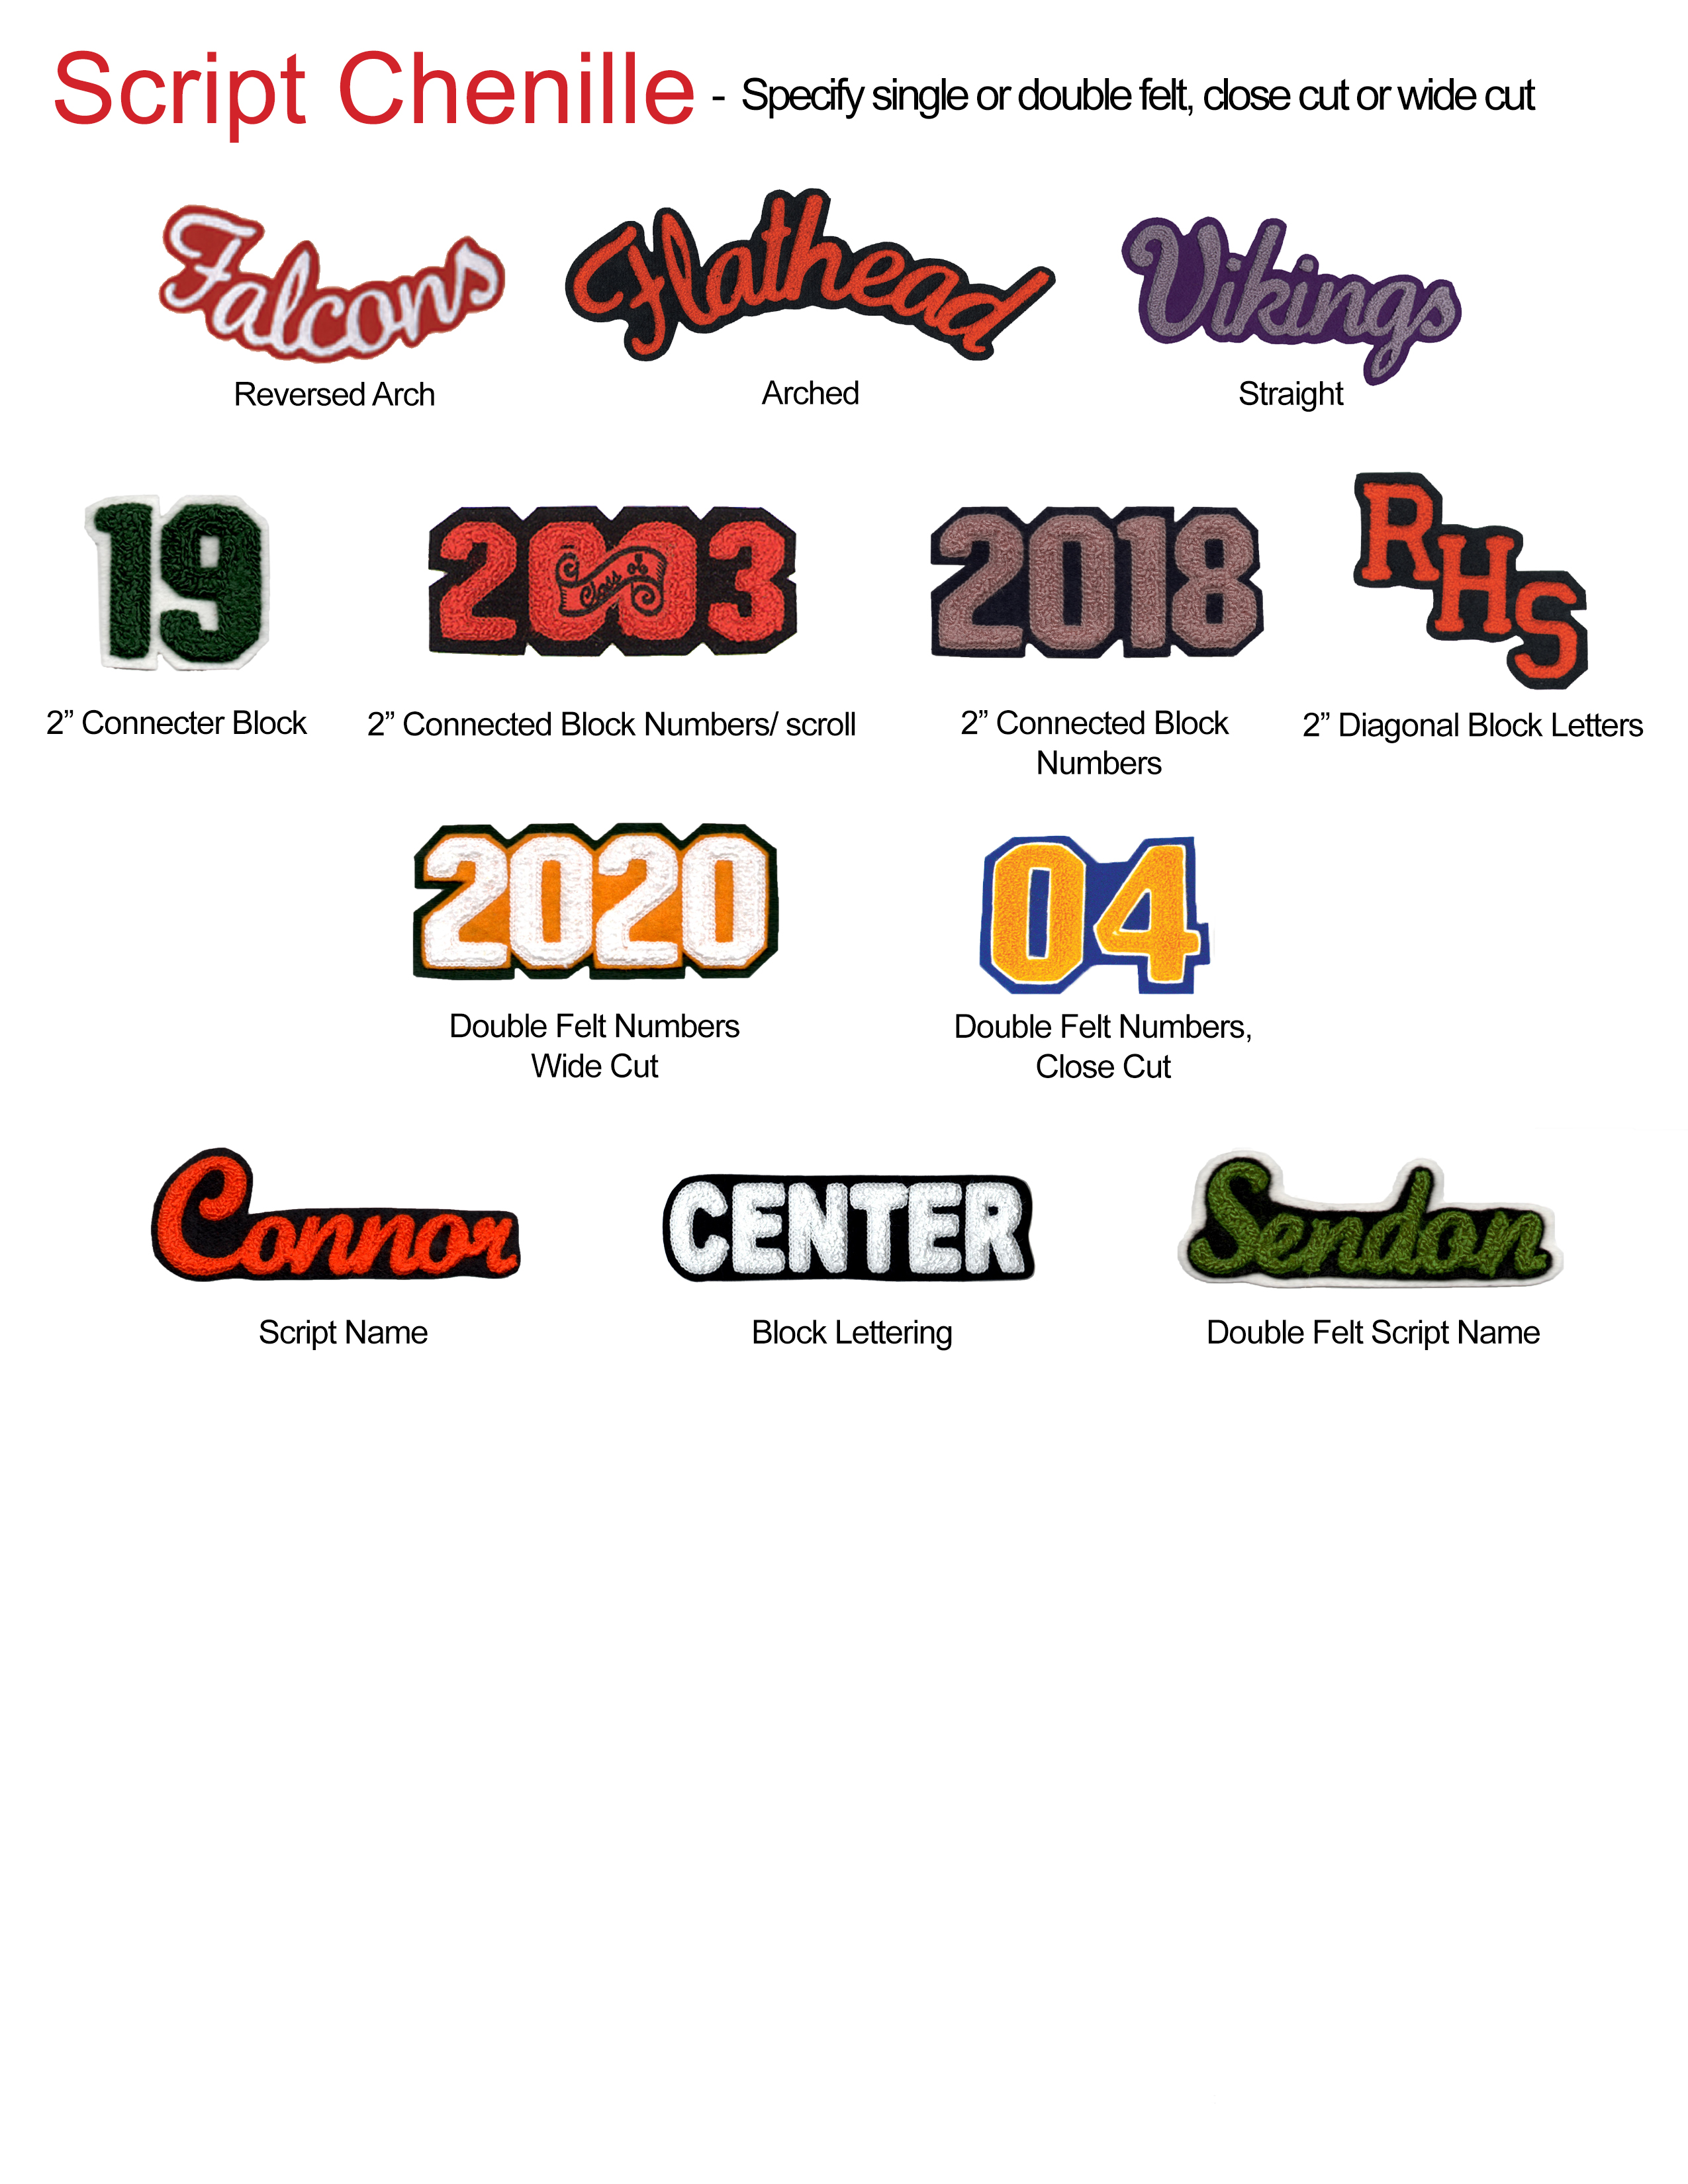 Script Chenille - Specify single or double felt, close cut or wide cut
Falcons
Flathead
Vikings
Reversed Arch
Arched
Straight
19
2003
Class of
2018
RHS
2” Connecter Block
2” Connected Block Numbers/ scroll
2” Connected Block
Numbers
2” Diagonal Block Letters
2020
04
Double Felt Numbers
Wide Cut
Double Felt Numbers,
Close Cut
Connor
CENTER
Sendon
Script Name
Block Lettering
Double Felt Script Name